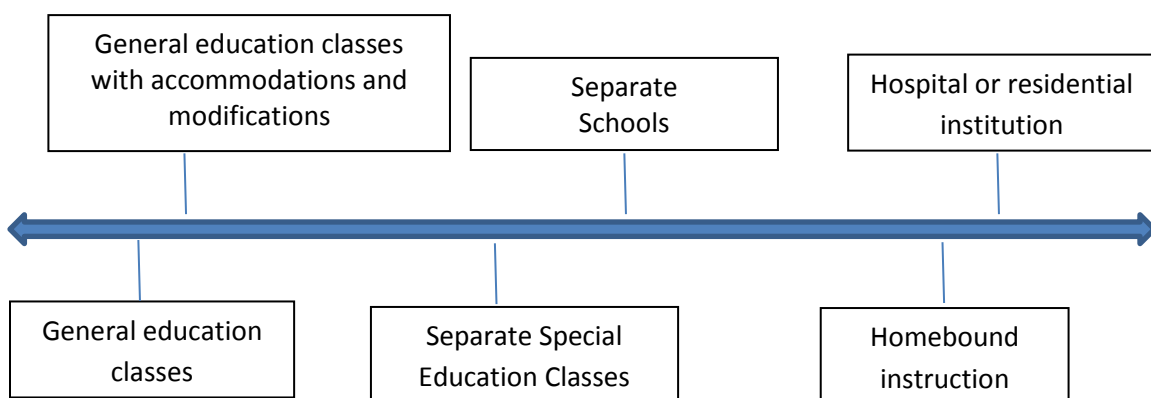 General education classes
with accommodations and
modifications
Separate
Schools
Hospital or residential
institution
General education
classes
Separate Special
Education Classes
Homebound
instruction